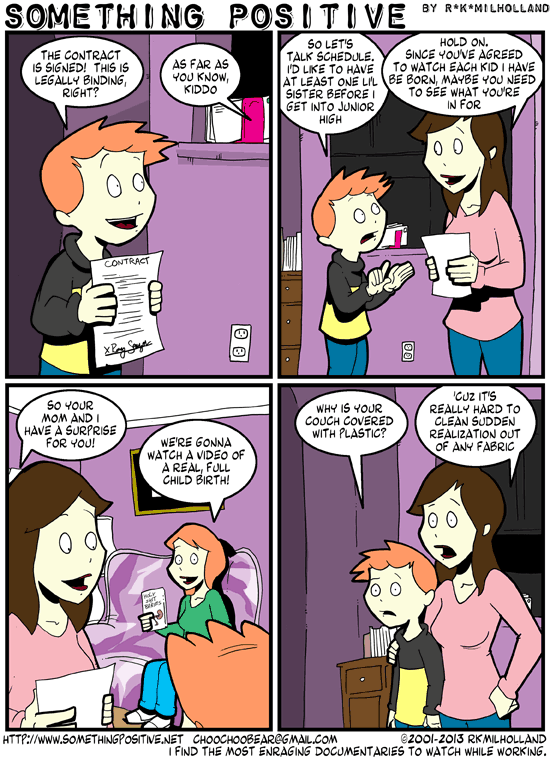 SOMETHING POSITIVE BY R*K*MILHOLLAND
THE CONTRACT
IS SIGNED! THIS IS
LEGALLY BINDING,
RIGHT?
AS FAR AS
YOU KNOW,
KIDDO
CONTRACT
SO LET'S
TALK SCHEDULE.
I'D LIKE TO HAVE
AT LEAST ONE LI'L
SISTER BEFORE I
GET INTO JUNIOR
HIGH
HOLD ON.
SINCE YOU'VE AGREED
TO WATCH EACH KID I HAVE
BE BORN, MAYBE YOU NEED
TO SEE WHAT YOU'RE
IN FOR
SO YOUR
MOM AND I
HAVE A SURPRISE
FOR YOU!
WE'RE GONNA
WATCH A VIDEO OF
A REAL, FULL
CHILD BIRTH!
HOLY
SHIT
BABIES
WHY IS YOUR
COUCH COVERED
WITH PLASTIC?
'CUZ IT'S
REALLY HARD TO
CLEAN SUDDEN
REALIZATION OUT
OF ANY FABRIC
HTTP://WWW.SOMETHINGPOSITIVE.NET CHOOCHOOBEAR@GMAIL.COM ©2001-2013 RKMILHOLLAND
I FIND THE MOST ENRAGING DOCUMENTARIES TO WATCH WHILE WORKING.